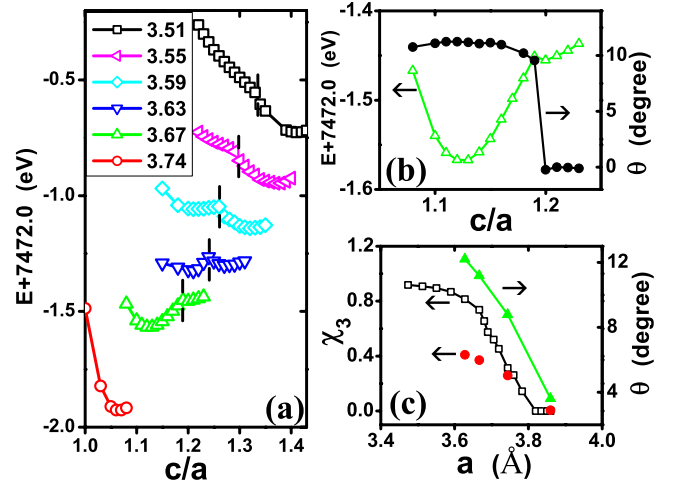 3.51
3.55
3.59
3.63
3.67
3.74
-0.5
-1.0
-1.5
-2.0
E+7472.0 (eV)
1.0 1.1 1.2 1.3 1.4
c/a
(a)
-1.4
-1.5
-1.6
E+7472.0 (eV)
10
5
0
θ (degree)
1.1 1.2
c/a
(b)
1.2
0.8
0.4
0.0
χ3
12
8
4
θ (degree)
3.4 3.6 3.8 4.0
a (Å)
(c)